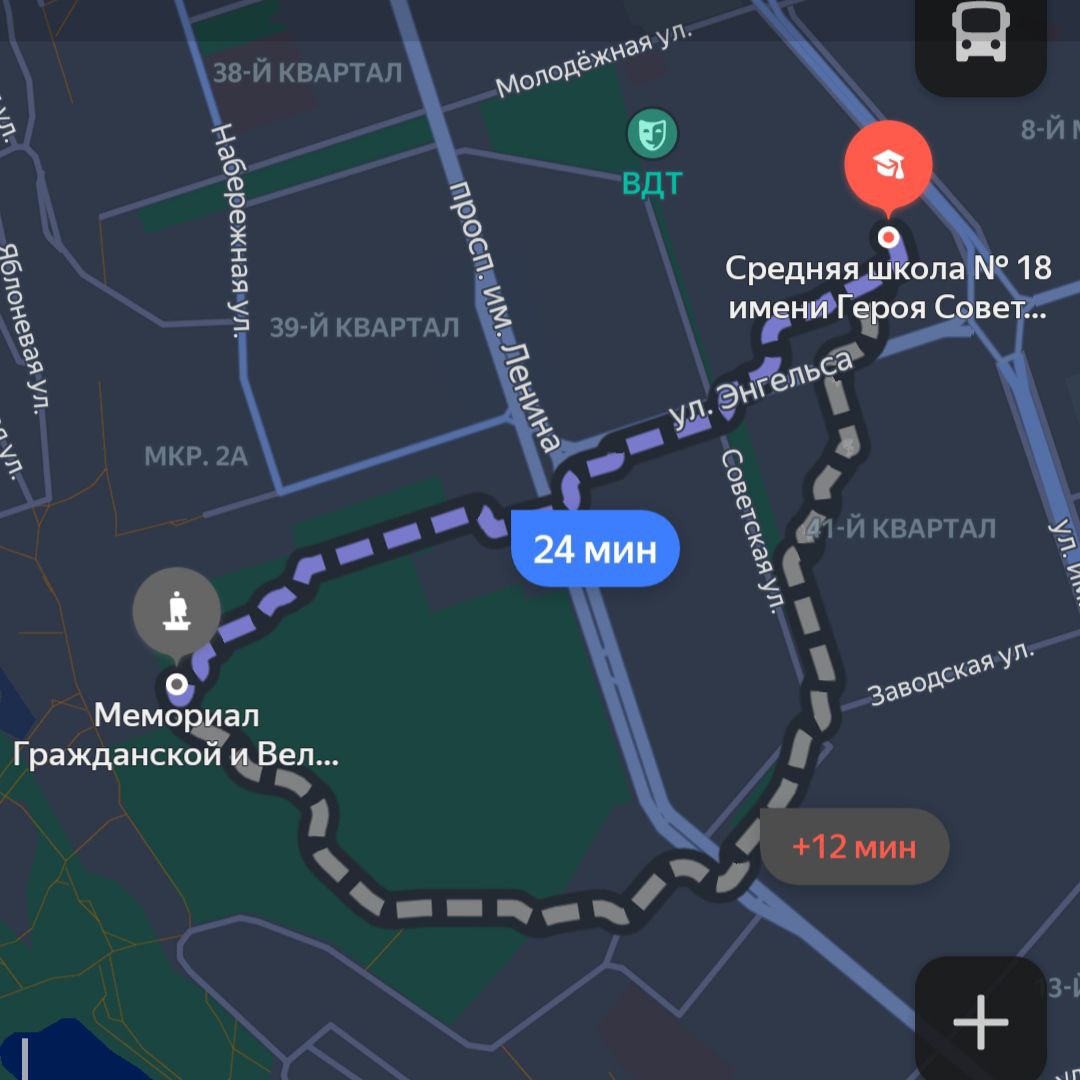 38-Й КВАРТАЛ
Молодёжная ул.
8-Й
Набережная ул.
ВДТ
просп. им. Ленина
Яблоневая ул.
Средняя школа № 18
имени Героя Совет...
39-Й КВАРТАЛ
ул. Энгельса
МКР. 2А
Советская ул.
41-Й КВАРТАЛ
24 мин
Заводская ул.
Мемориал
Гражданской и Вел...
+12 мин